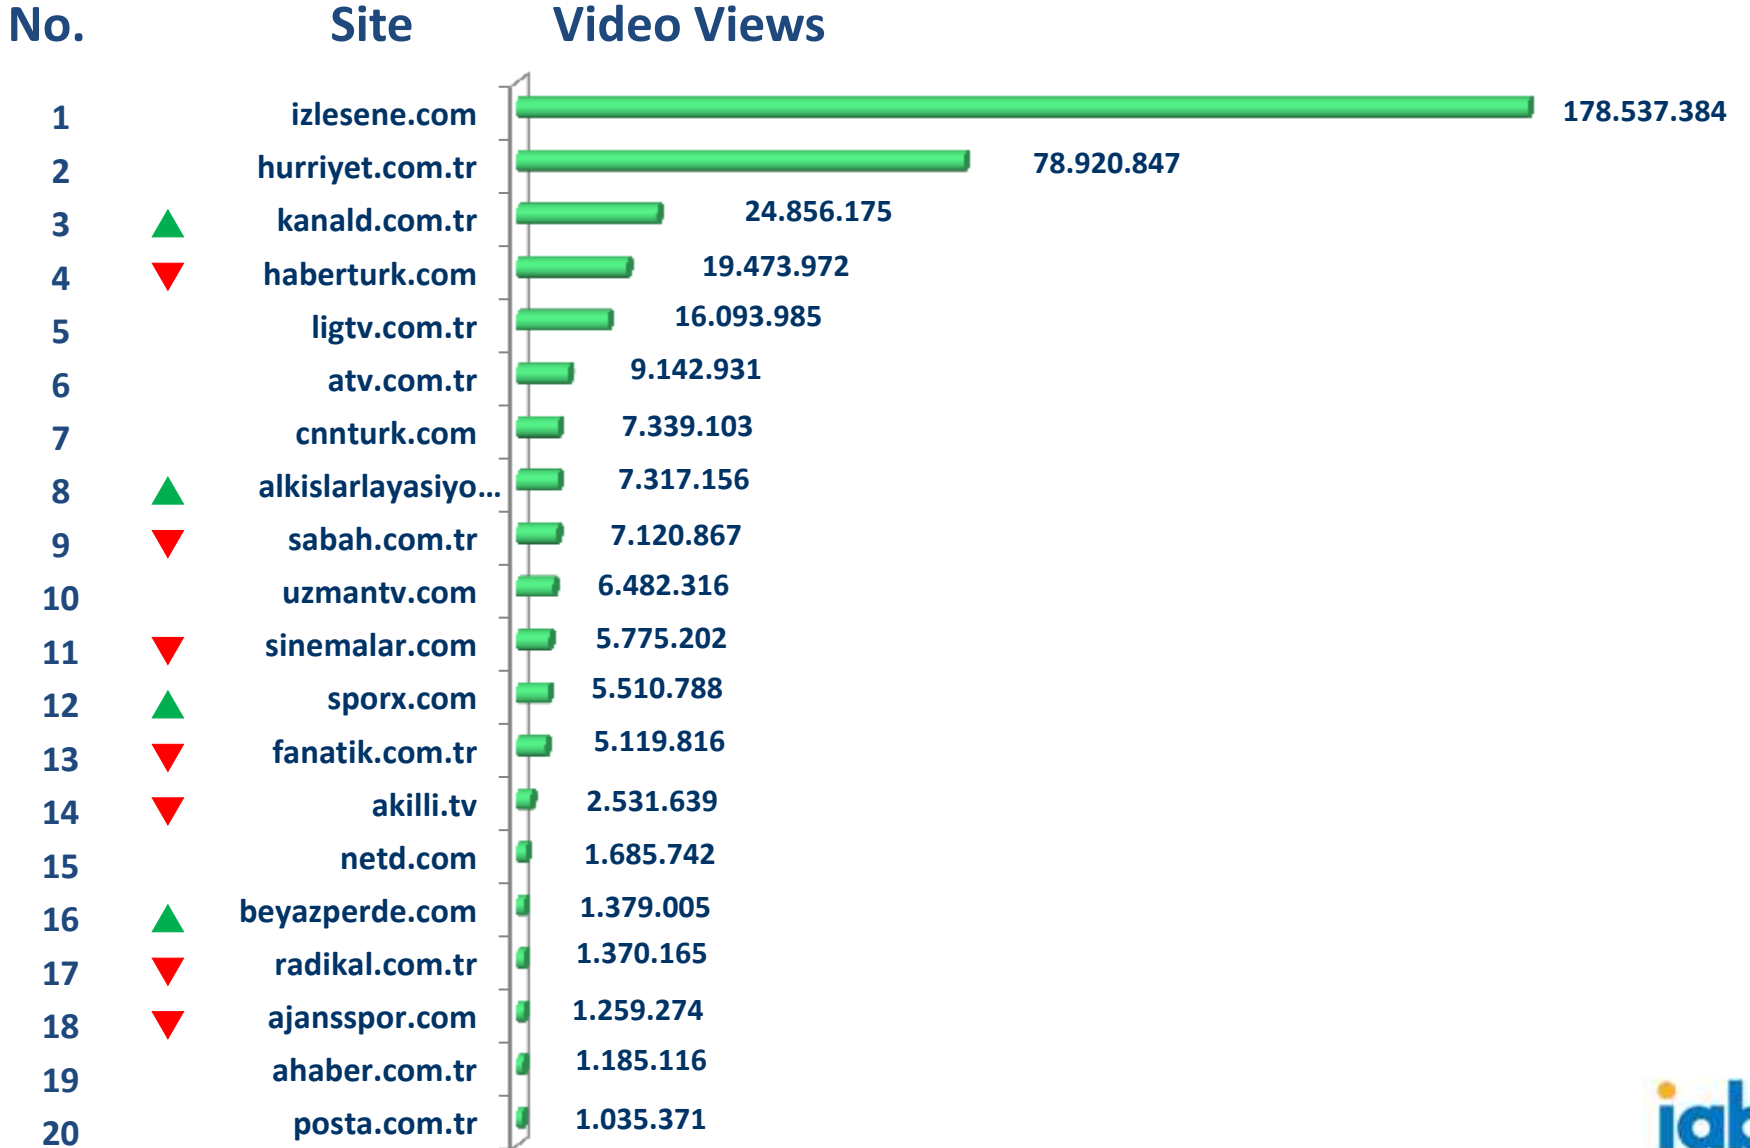 No. Site Video Views
1 izlesene.com 178.537.384
2 hurriyet.com.tr 78.920.847
3 kanald.com.tr 24.856.175
4 haberturk.com 19.473.972
5 ligtv.com.tr 16.093.985
6 atv.com.tr 9.142.931
7 cnnturk.com 7.339.103
8 alkislarlayasiyo... 7.317.156
9 sabah.com.tr 7.120.867
10 uzmantv.com 6.482.316
11 sinemalar.com 5.775.202
12 sporx.com 5.510.788
13 fanatik.com.tr 5.119.816
14 akilli.tv 2.531.639
15 netd.com 1.685.742
16 beyazperde.com 1.379.005
17 radikal.com.tr 1.370.165
18 ajansspor.com 1.259.274
19 ahaber.com.tr 1.185.116
20 posta.com.tr 1.035.371
iab